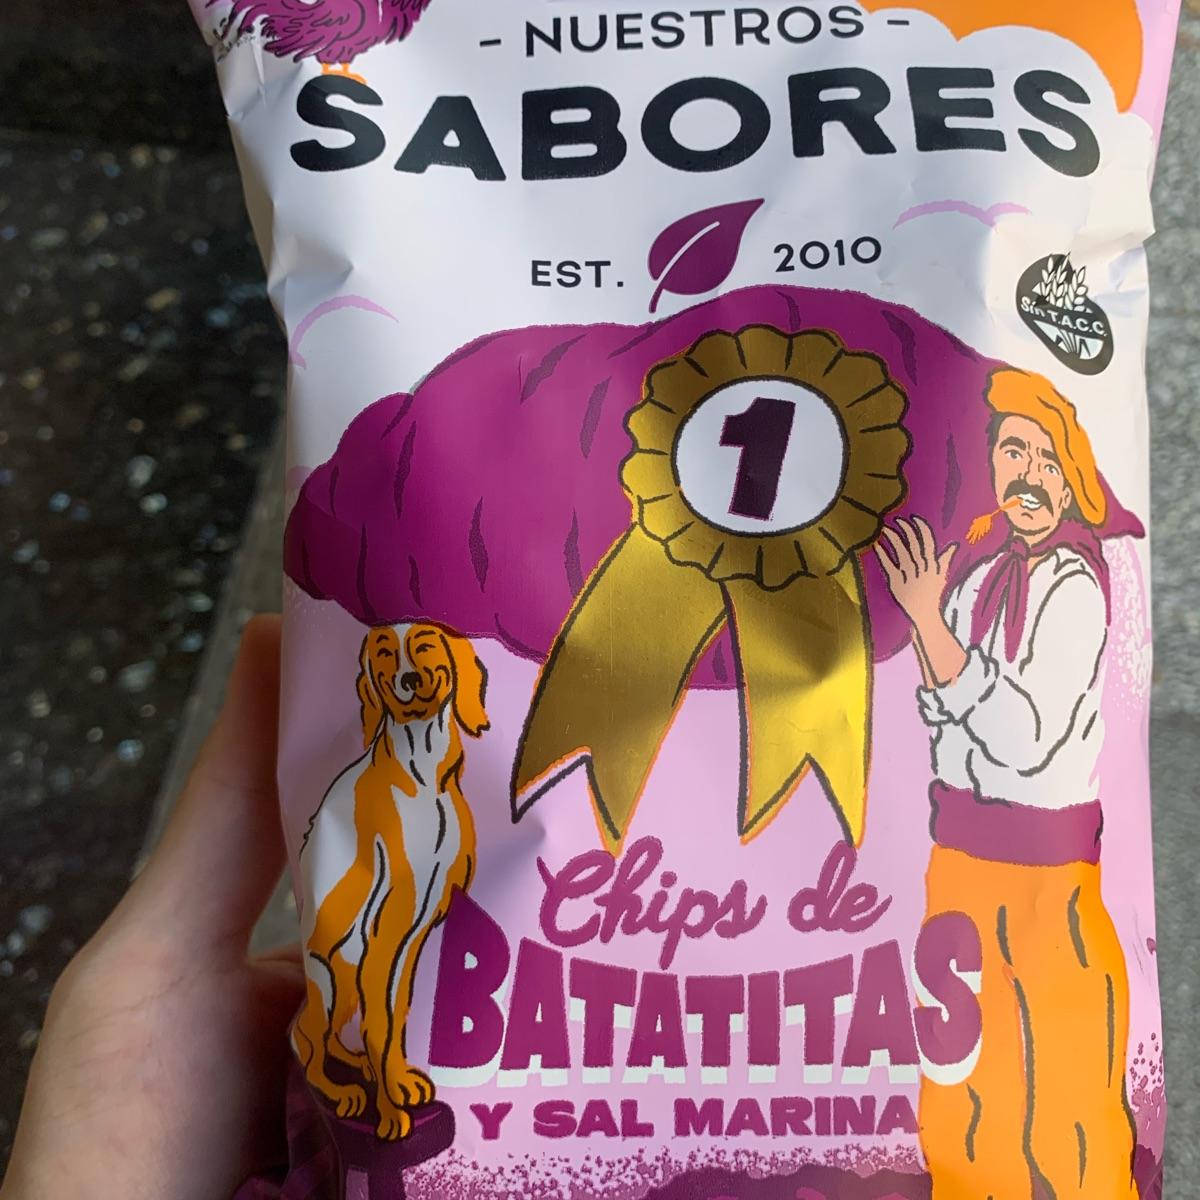 - NUESTROS -
SABORES
EST. 2010
Sin T.A.C.C.
1
Chips de
BATATITAS
Y SAL MARINA